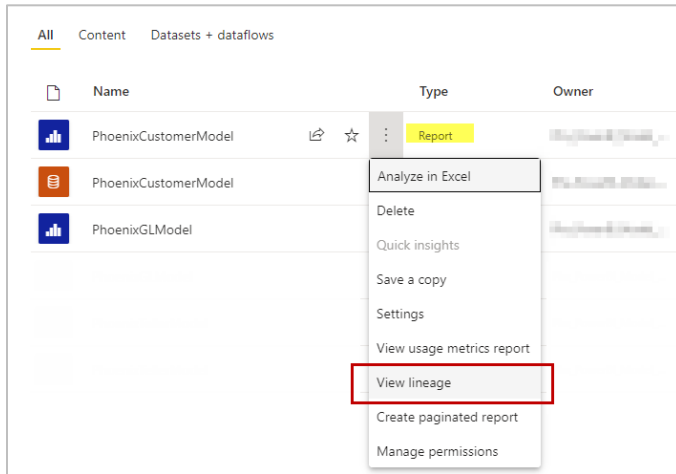 All Content Datasets + dataflows
Name Type Owner
PhoenixCustomerModel Report
PhoenixCustomerModel
PhoenixGLModel
Analyze in Excel
Delete
Quick insights
Save a copy
Settings
View usage metrics report
View lineage
Create paginated report
Manage permissions